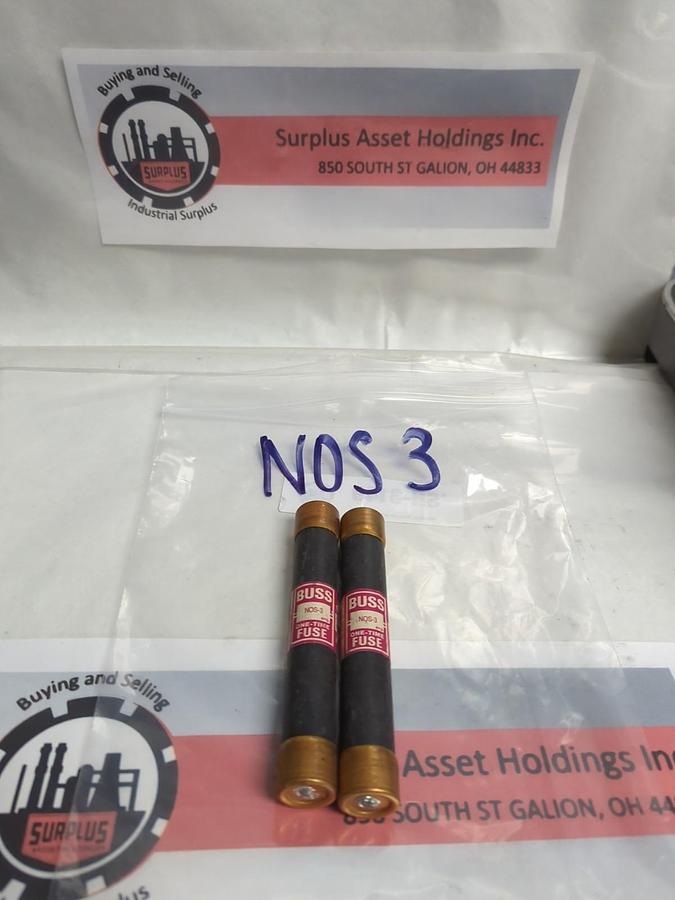 Buying and Selling
SURPLUS
Industrial Surplus
Surplus Asset Holdings Inc.
850 SOUTH ST GALION, OH 44833
NOS 3
BUSS
NOS-3
ONE-TIME
FUSE
BUSS
NOS-3
ONE-TIME
FUSE
Buying and Selling
SURPLUS
Asset Holdings Inc
SOUTH ST GALION, OH 44